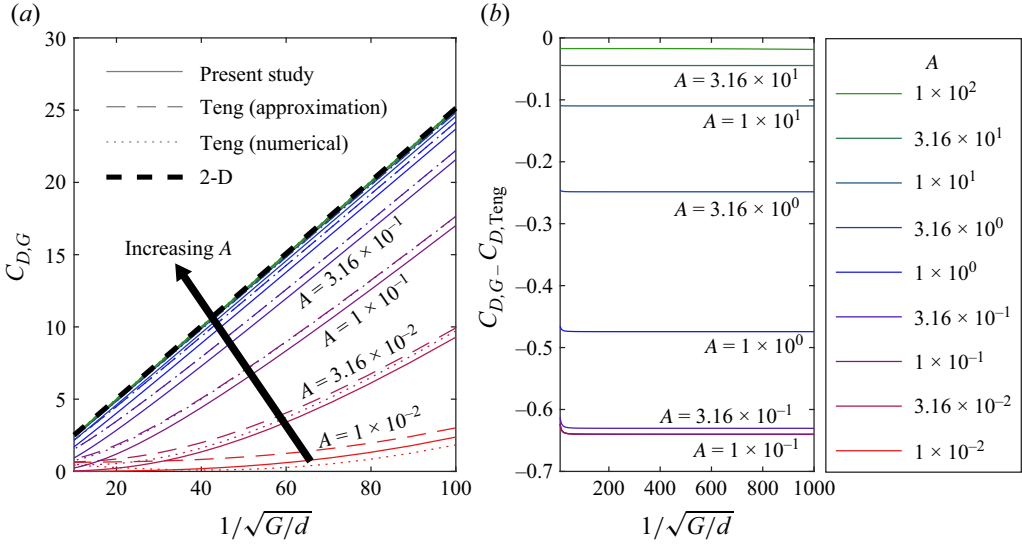 (a)
30
25
20
15
10
5
0
C_{D,G}
Present study
Teng (approximation)
Teng (numerical)
2-D
Increasing A
A = 3.16 × 10^{-1}
A = 1 × 10^{-1}
A = 3.16 × 10^{-2}
A = 1 × 10^{-2}
20 40 60 80 100
1/√G/d
(b)
0
–0.1
–0.2
–0.3
–0.4
–0.5
–0.6
–0.7
C_{D,G} – C_{D,Teng}
A = 3.16 × 10^{1}
A = 1 × 10^{1}
A = 3.16 × 10^{0}
A = 1 × 10^{0}
A = 3.16 × 10^{-1}
A = 1 × 10^{-1}
200 400 600 800 1000
1/√G/d
A
1 × 10^{2}
3.16 × 10^{1}
1 × 10^{1}
3.16 × 10^{0}
1 × 10^{0}
3.16 × 10^{-1}
1 × 10^{-1}
3.16 × 10^{-2}
1 × 10^{-2}